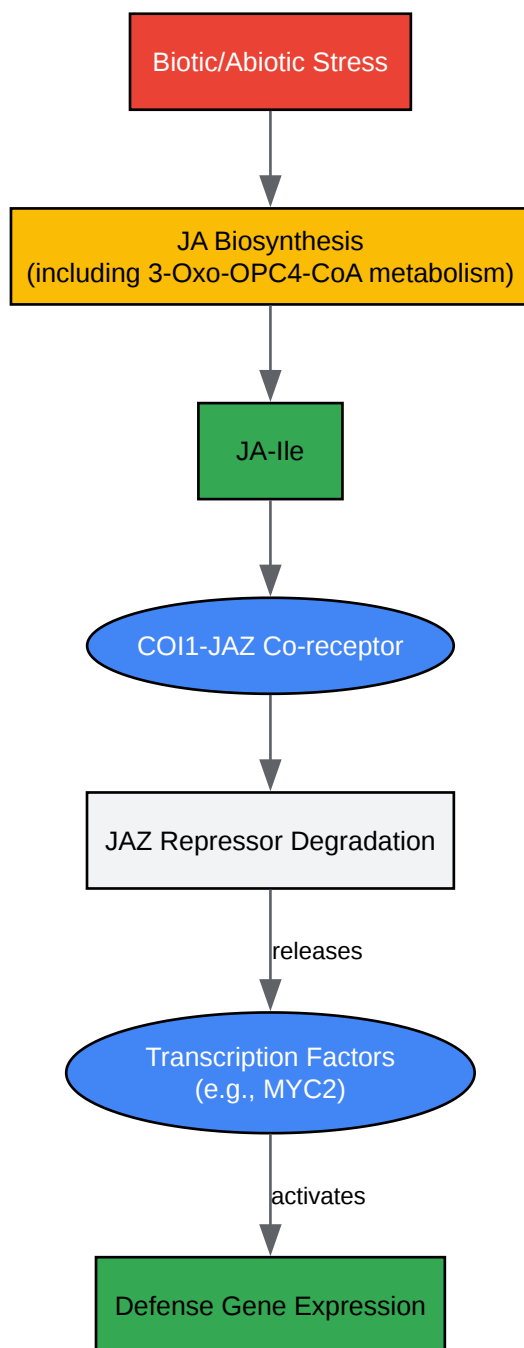 Biotic/Abiotic Stress
JA Biosynthesis
(including 3-Oxo-OPC4-CoA metabolism)
JA-Ile
COI1-JAZ Co-receptor
JAZ Repressor Degradation
releases
Transcription Factors
(e.g., MYC2)
activates
Defense Gene Expression